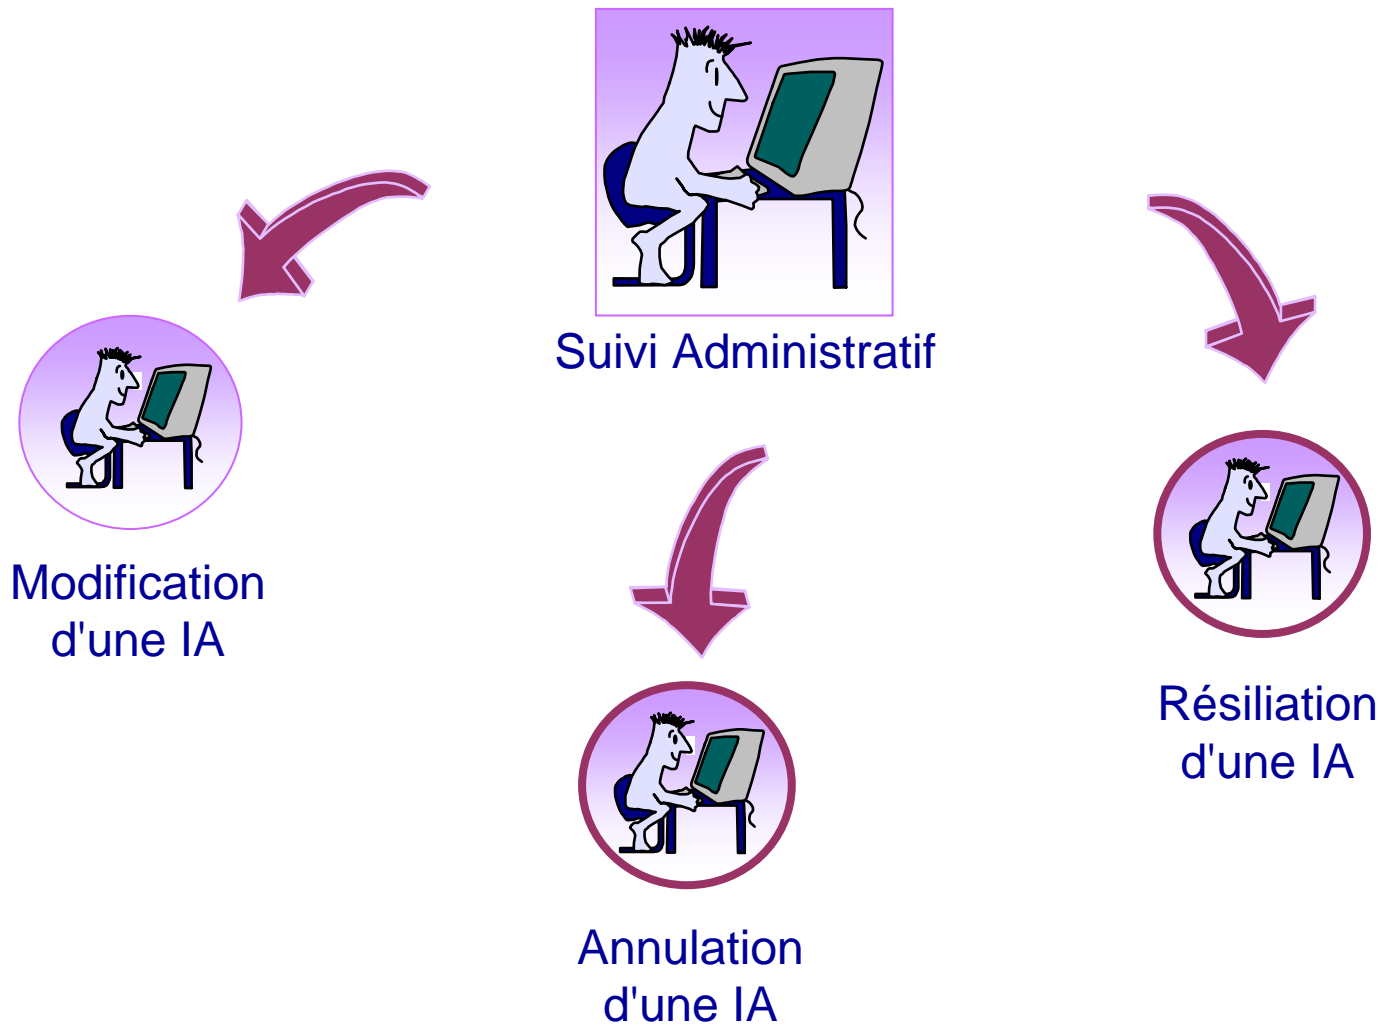 Suivi Administratif
Modification
d'une IA
Résiliation
d'une IA
Annulation
d'une IA